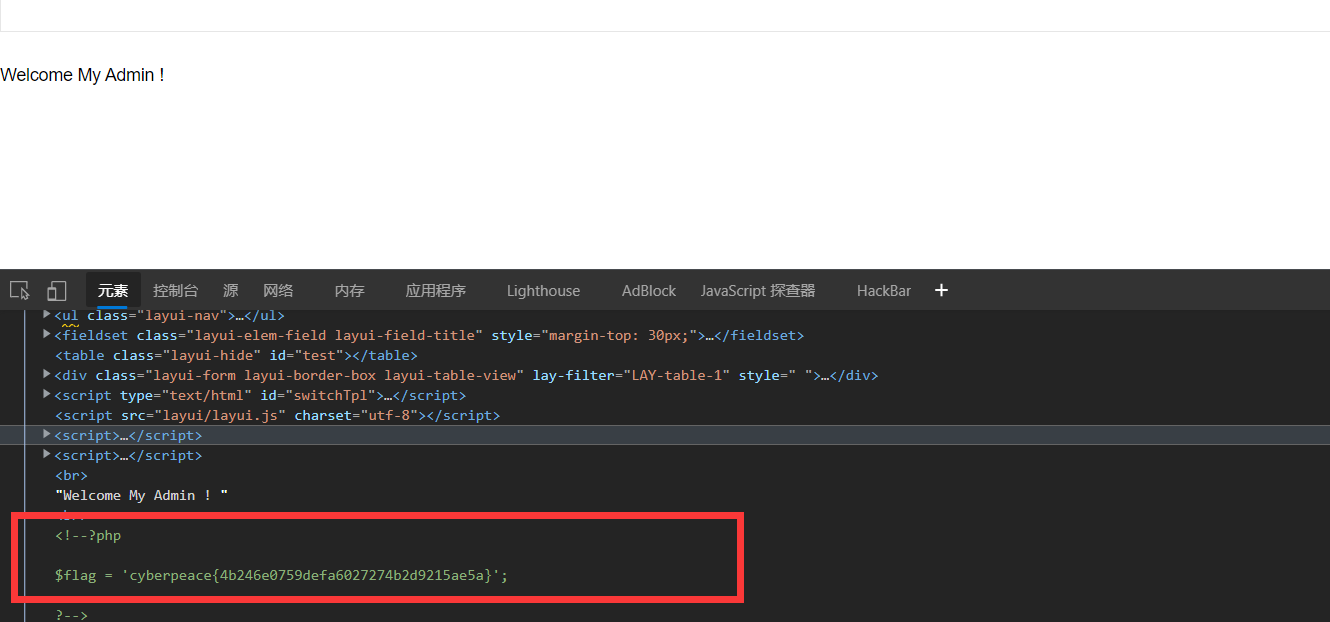 Welcome My Admin !
元素 控制台 源 网络 内存 应用程序 Lighthouse AdBlock JavaScript 探查器 HackBar +
<ul class="layui-nav">…</ul>
<fieldset class="layui-elem-field layui-field-title" style="margin-top: 30px;">…</fieldset>
<table class="layui-hide" id="test"></table>
<div class="layui-form layui-border-box layui-table-view" lay-filter="LAY-table-1" style=" ">…</div>
<script type="text/html" id="switchTpl">…</script>
<script src="layui/layui.js" charset="utf-8"></script>
<script>…</script>
<script>…</script>
<br>
"Welcome My Admin ! "
<!--?php
$flag = 'cyberpeace{4b246e0759defa6027274b2d9215ae5a}';
?-->